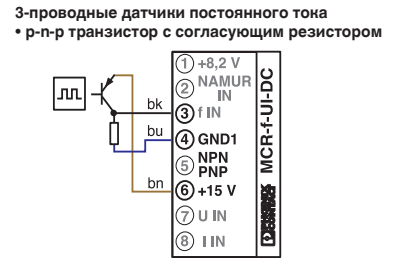 3-проводные датчики постоянного тока
• p-n-p транзистор с согласующим резистором
1 +8,2 V
2 NAMUR IN
bk
3 f IN
bu
4 GND1
5 NPN PNP
bn
6 +15 V
7 U IN
8 I IN
MCR-f-UI-DC